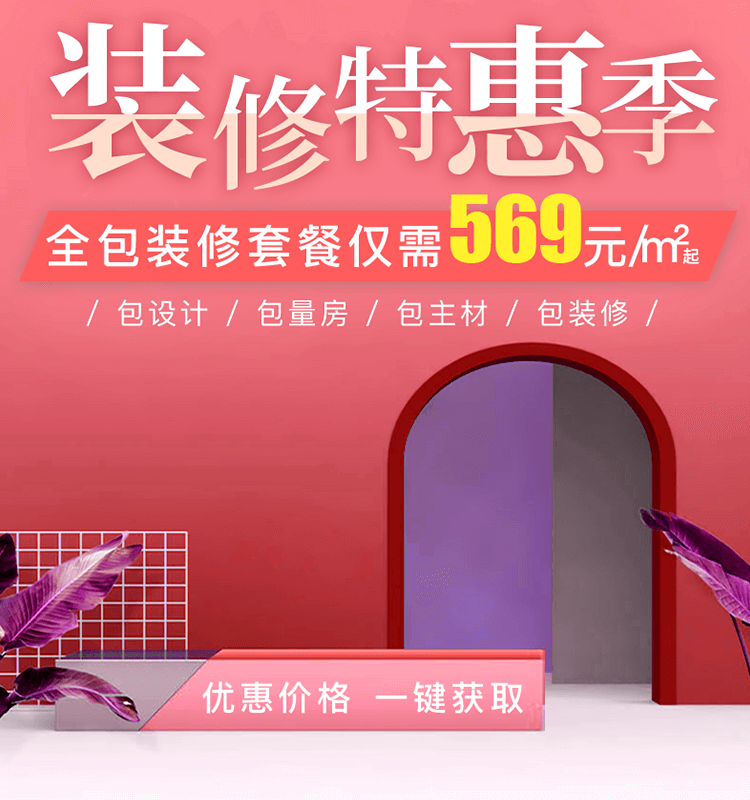 装修特惠季
全包装修套餐仅需569元/㎡起
/ 包设计 / 包量房 / 包主材 / 包装修 /
优惠价格 一键获取